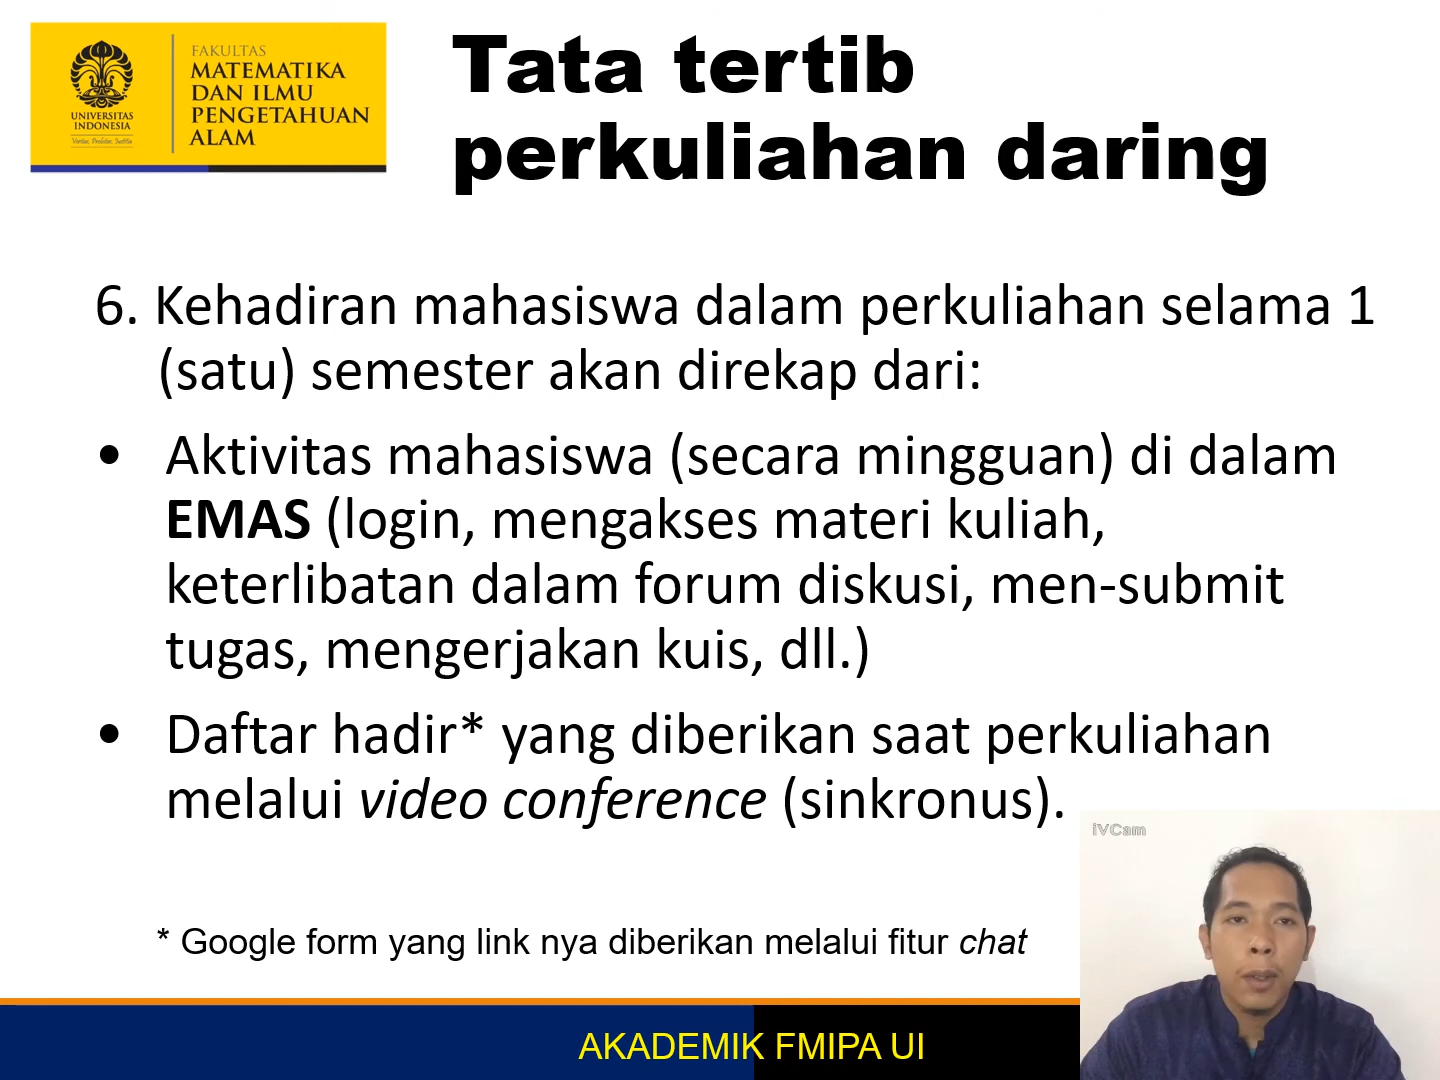 UNIVERSITAS
INDONESIA
Veritas, Probitas, Justitia
FAKULTAS
MATEMATIKA
DAN ILMU
PENGETAHUAN
ALAM
Tata tertib
perkuliahan daring
6. Kehadiran mahasiswa dalam perkuliahan selama 1
(satu) semester akan direkap dari:
• Aktivitas mahasiswa (secara mingguan) di dalam
EMAS (login, mengakses materi kuliah,
keterlibatan dalam forum diskusi, men-submit
tugas, mengerjakan kuis, dll.)
• Daftar hadir* yang diberikan saat perkuliahan
melalui video conference (sinkronus).
iVCam
* Google form yang link nya diberikan melalui fitur chat
AKADEMIK FMIPA UI